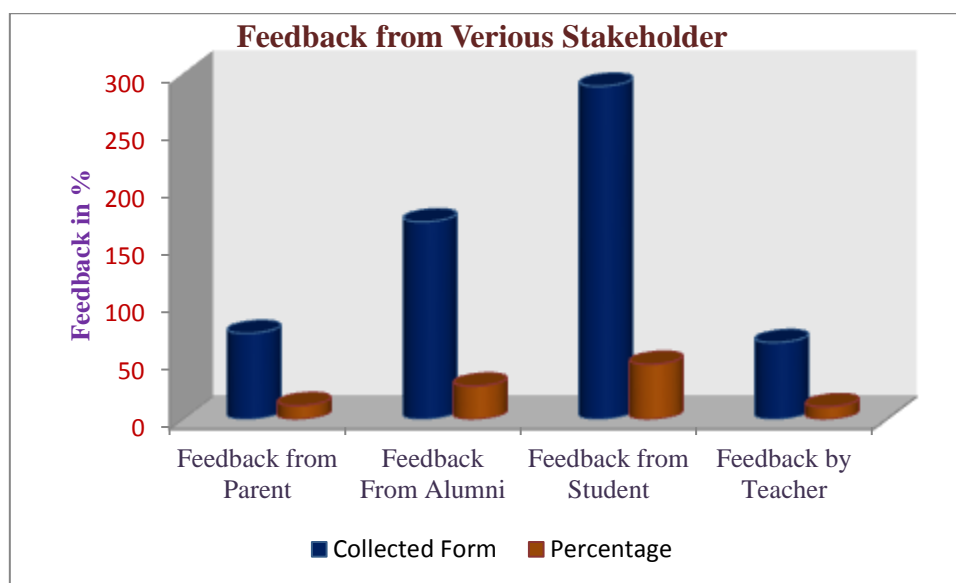 Feedback from Verious Stakeholder
Feedback in %
300
250
200
150
100
50
0
Feedback from
Parent
Feedback
From Alumni
Feedback from
Student
Feedback by
Teacher
Collected Form
Percentage